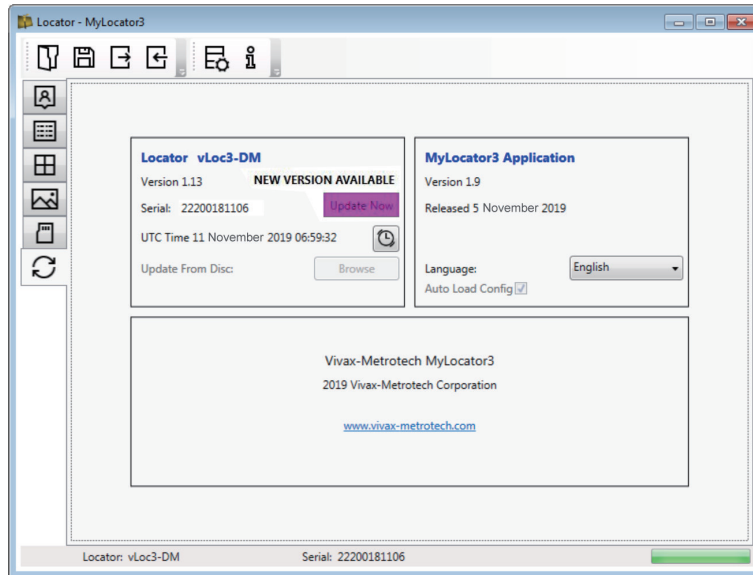 Locator - MyLocator3
Locator vLoc3-DM
Version 1.13
NEW VERSION AVAILABLE
Serial: 22200181106
Update Now
UTC Time 11 November 2019 06:59:32
Update From Disc:
Browse
MyLocator3 Application
Version 1.9
Released 5 November 2019
Language:
English
Auto Load Config
Vivax-Metrotech MyLocator3
2019 Vivax-Metrotech Corporation
www.vivax-metrotech.com
Locator: vLoc3-DM
Serial: 22200181106